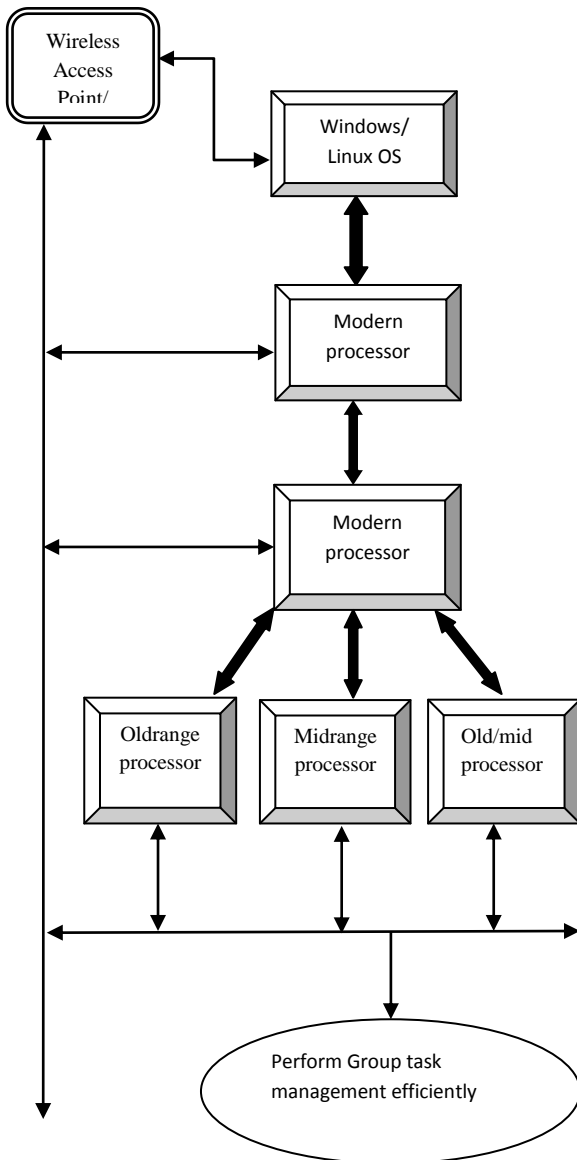 Wireless
Access
Point/
Windows/
Linux OS
Modern
processor
Modern
processor
Oldrange
processor
Midrange
processor
Old/mid
processor
Perform Group task
management efficiently